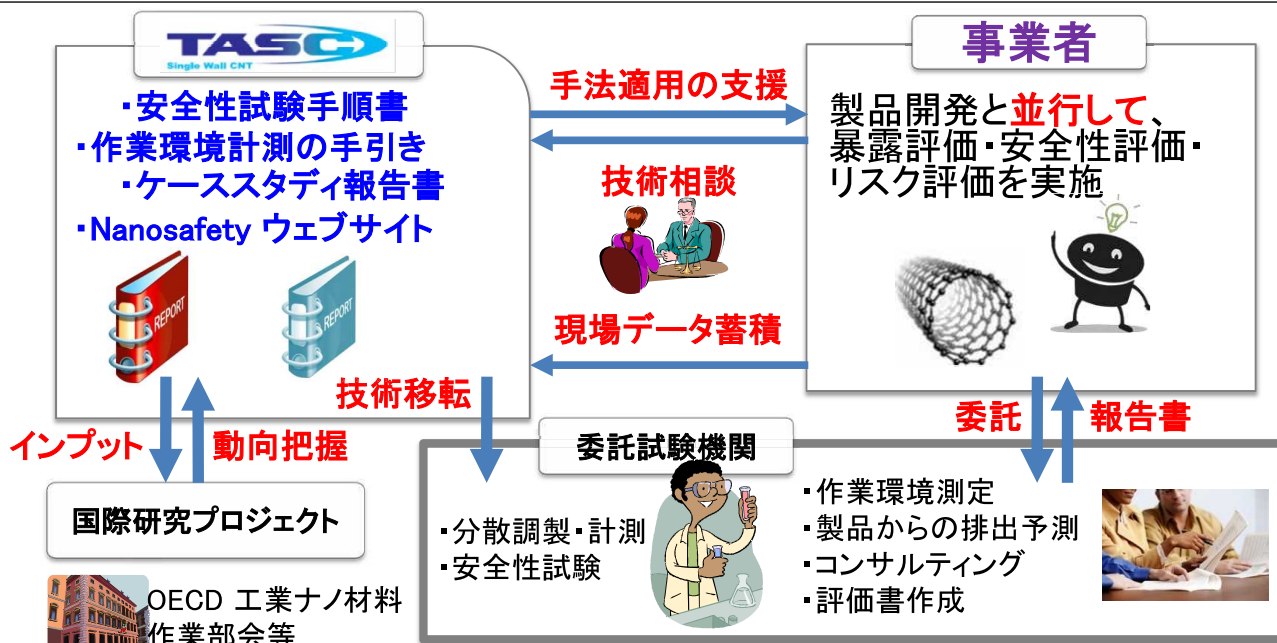 TASC
Single Wall CNT
・安全性試験手順書
・作業環境計測の手引き
・ケーススタディ報告書
・Nanosafety ウェブサイト
REPORT
REPORT
手法適用の支援
技術相談
現場データ蓄積
事業者
製品開発と並行して、
暴露評価・安全性評価・
リスク評価を実施
技術移転
インプット
動向把握
委託
報告書
国際研究プロジェクト
OECD 工業ナノ材料
作業部会等
委託試験機関
・分散調製・計測
・安全性試験
・作業環境測定
・製品からの排出予測
・コンサルティング
・評価書作成